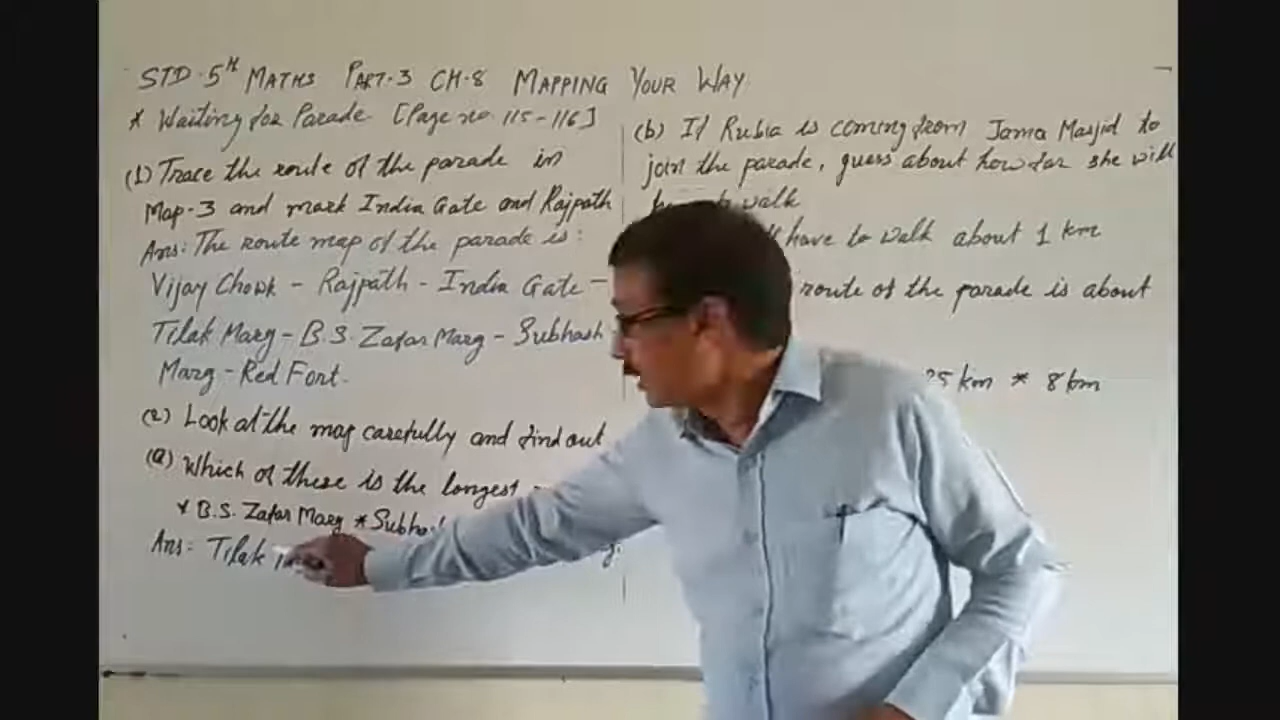 STD. 5TH MATHS PART-3 CH-8 MAPPING YOUR WAY
* Waiting for Parade [Page no. 115-116]
(1) Trace the route of the parade in
Map-3 and mark India Gate and Rajpath
Ans: The route map of the parade is:
Vijay Chowk - Rajpath - India Gate -
Tilak Marg - B.S. Zafar Marg - Subhash
Marg - Red Fort.
(2) Look at the map carefully and find out
(a) Which of these is the longest
* B.S. Zafar Marg * Subhash
Ans: Tilak
(b) If Rubia is coming from Jama Masjid to
join the parade, guess about how far she will
walk
have to walk about 1 km
route of the parade is about
25 km * 8 km